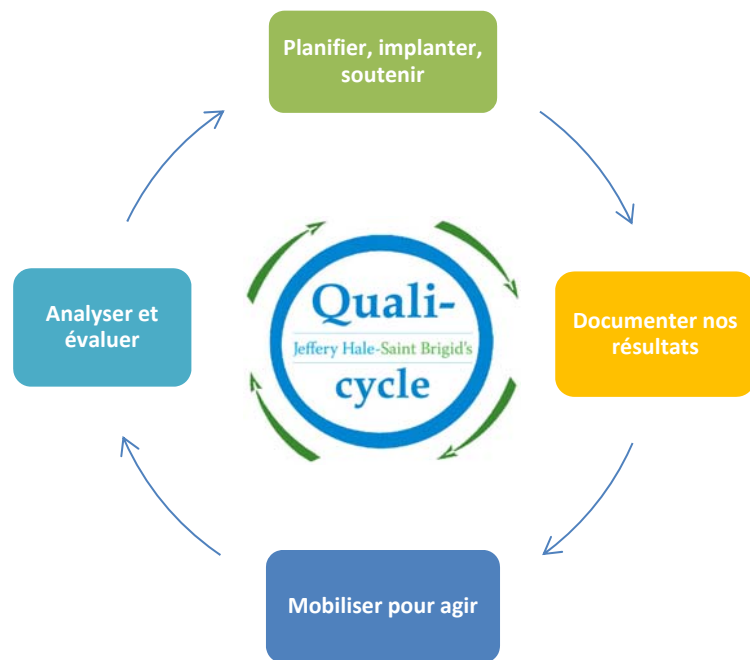 Planifier, implanter,
soutenir
Documenter nos
résultats
Mobiliser pour agir
Analyser et
évaluer
Quali-
Jeffery Hale-Saint Brigid's
cycle